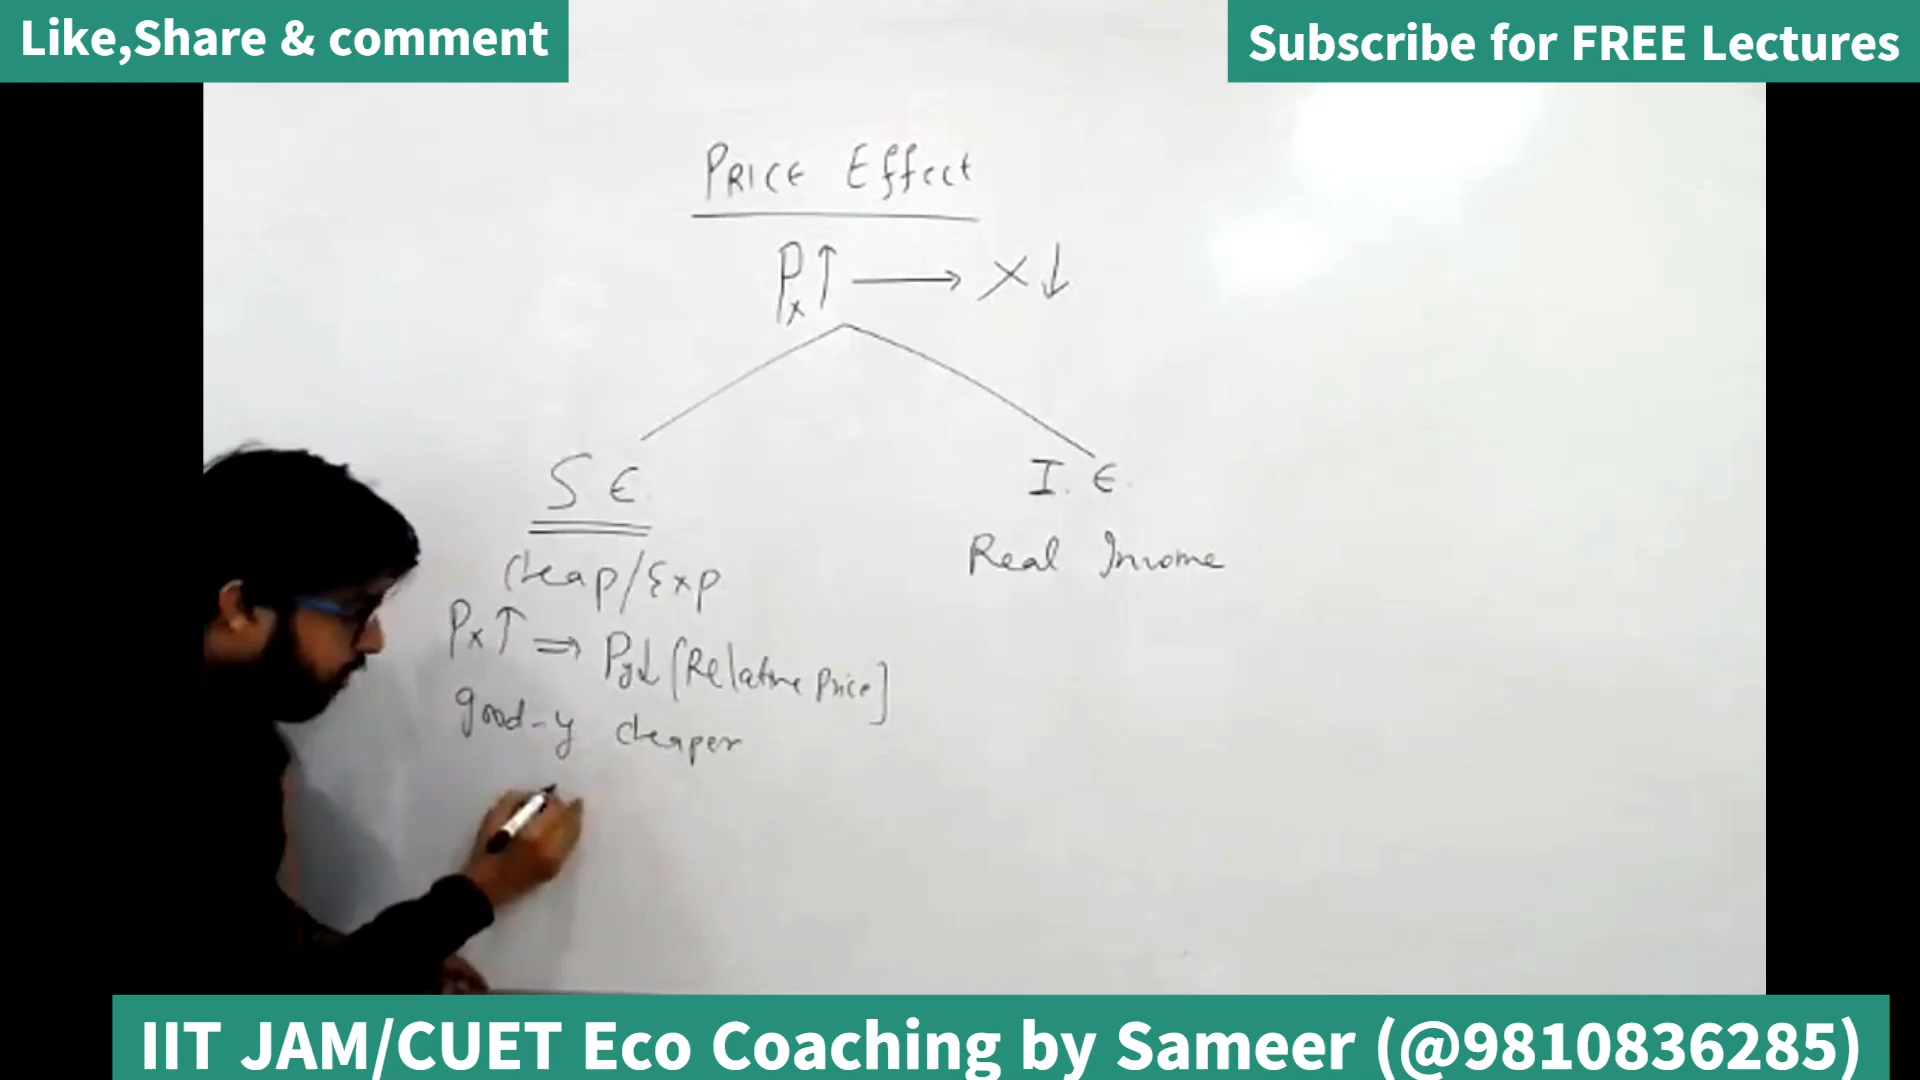 Like,Share & comment
Subscribe for FREE Lectures
PRICE Effect
Px↑ → X↓
S E.
I. E.
Cheap/Exp
Real Income
Px↑ ⇒ Py↓ [Relative Price]
good-y cheaper
IIT JAM/CUET Eco Coaching by Sameer (@9810836285)